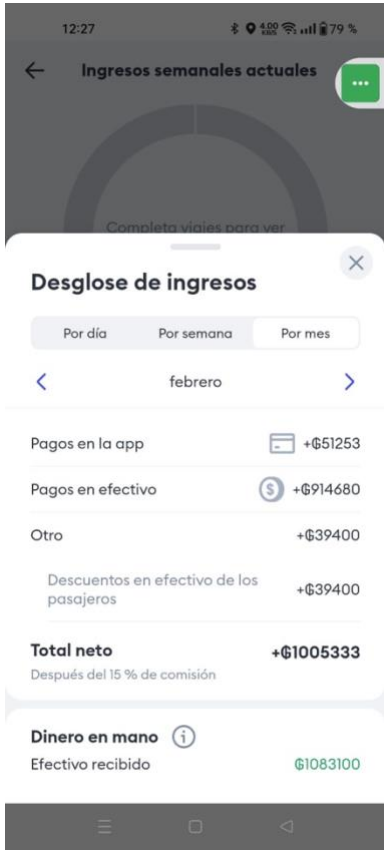 12:27 4.00 KB/S 79 %
Ingresos semanales actuales
Completa viajes para ver
Desglose de ingresos
Por día Por semana Por mes
febrero
Pagos en la app +₲51253
Pagos en efectivo +₲914680
Otro +₲39400
Descuentos en efectivo de los
pasajeros +₲39400
Total neto +₲1005333
Después del 15 % de comisión
Dinero en mano
Efectivo recibido ₲1083100